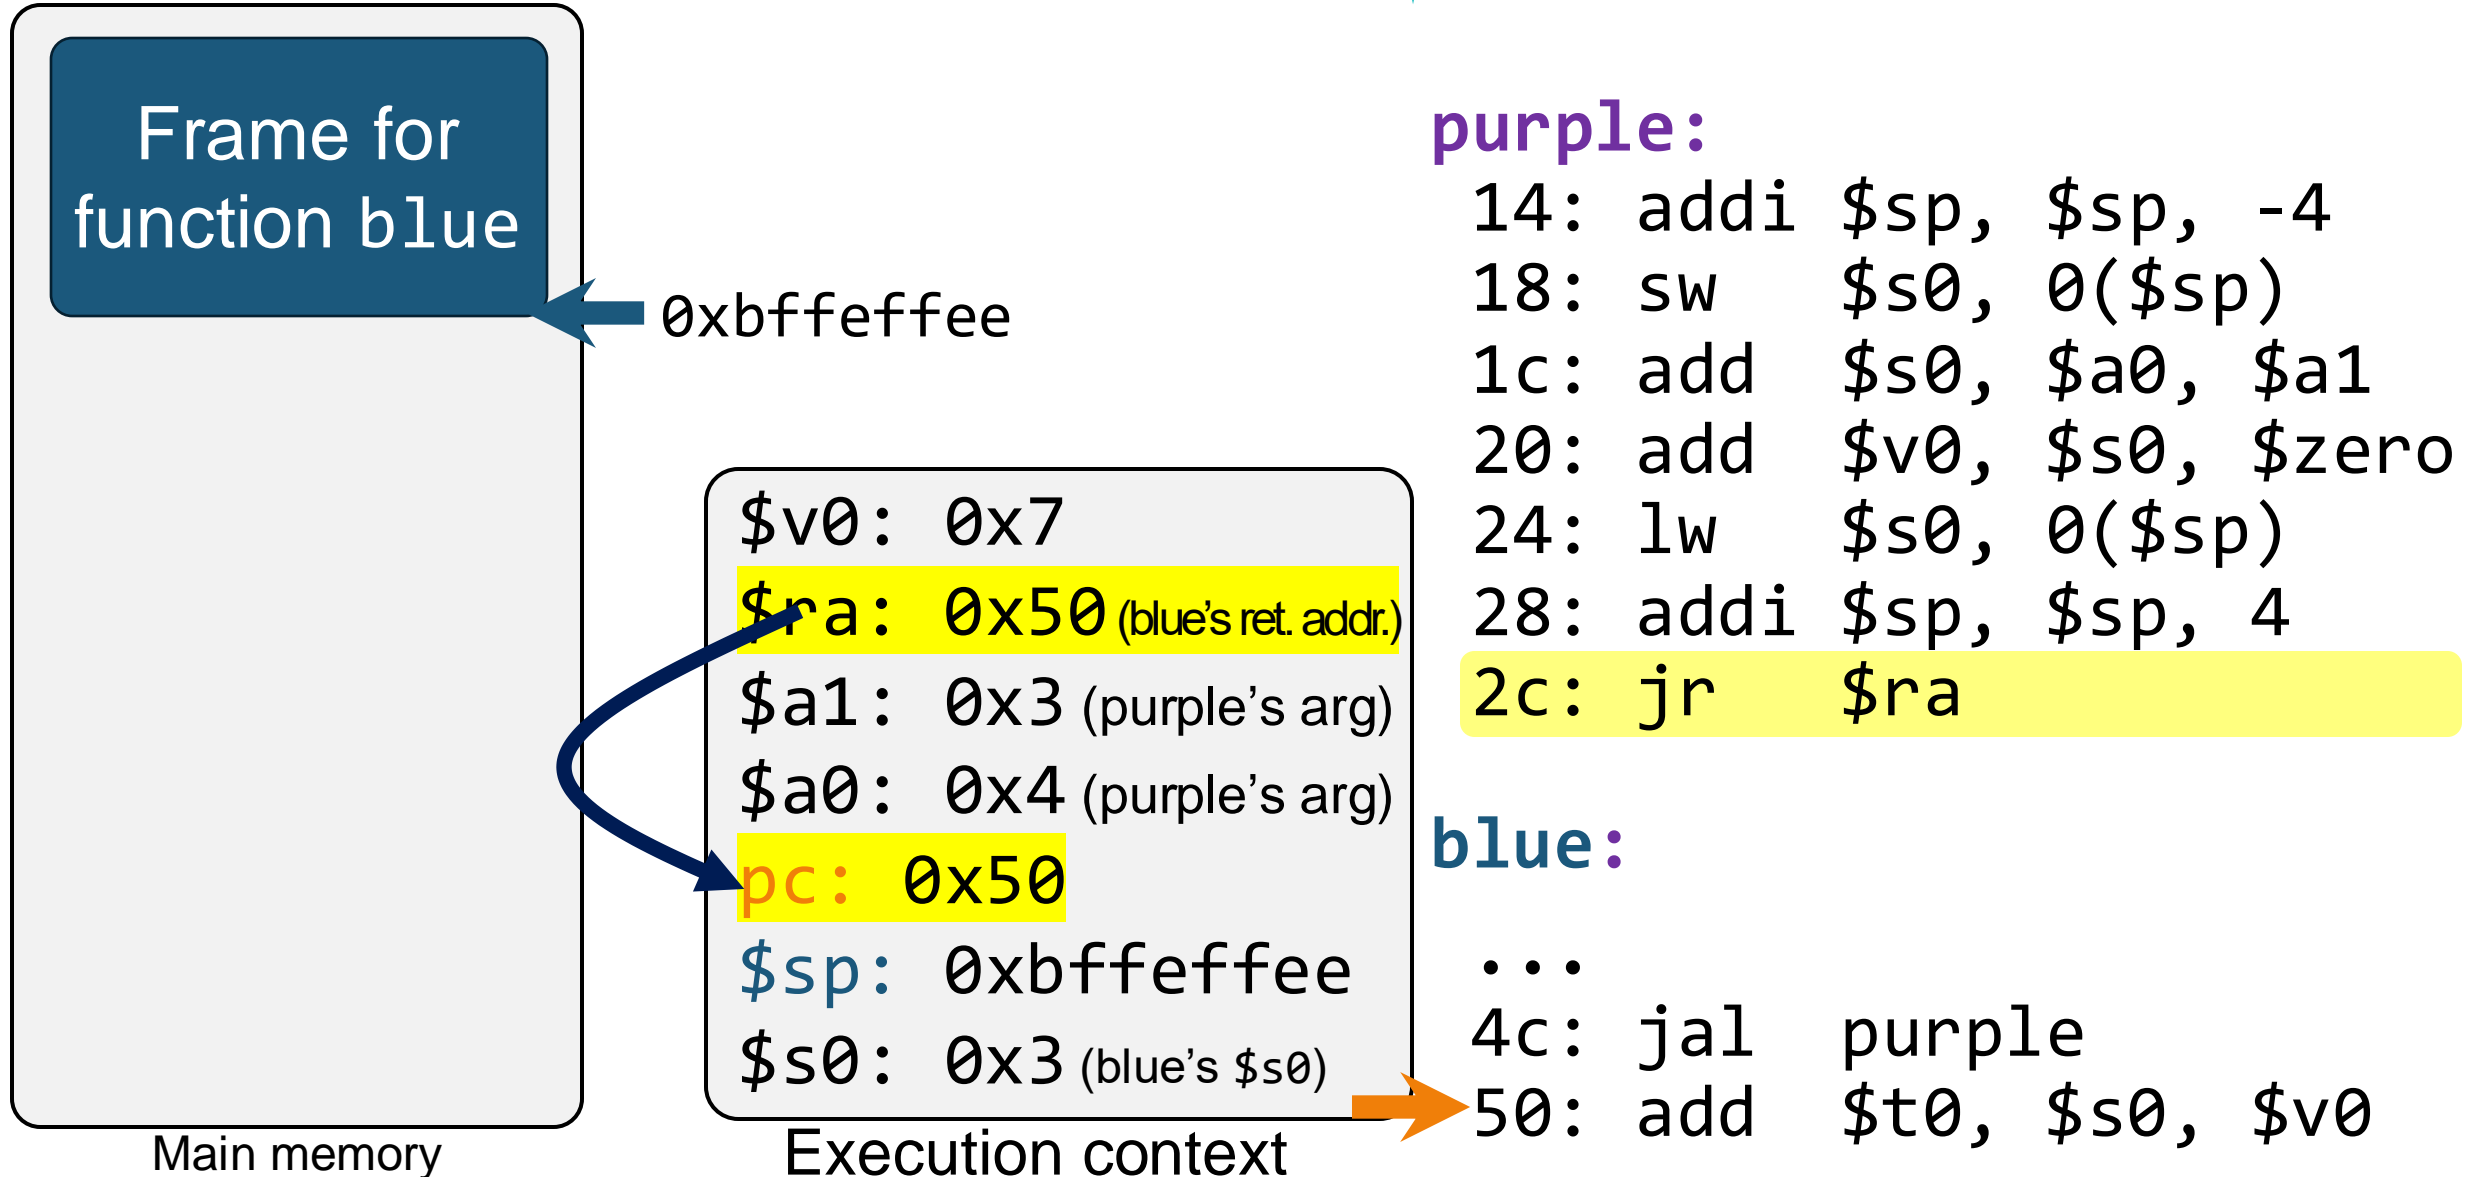 Frame for
function blue
0xbffeffee
Main memory
$v0: 0x7
$ra: 0x50 (blue’s ret. addr.)
$a1: 0x3 (purple’s arg)
$a0: 0x4 (purple’s arg)
pc: 0x50
$sp: 0xbffeffee
$s0: 0x3 (blue’s $s0)
Execution context
purple:
14: addi $sp, $sp, -4
18: sw $s0, 0($sp)
1c: add $s0, $a0, $a1
20: add $v0, $s0, $zero
24: lw $s0, 0($sp)
28: addi $sp, $sp, 4
2c: jr $ra
blue:
...
4c: jal purple
50: add $t0, $s0, $v0